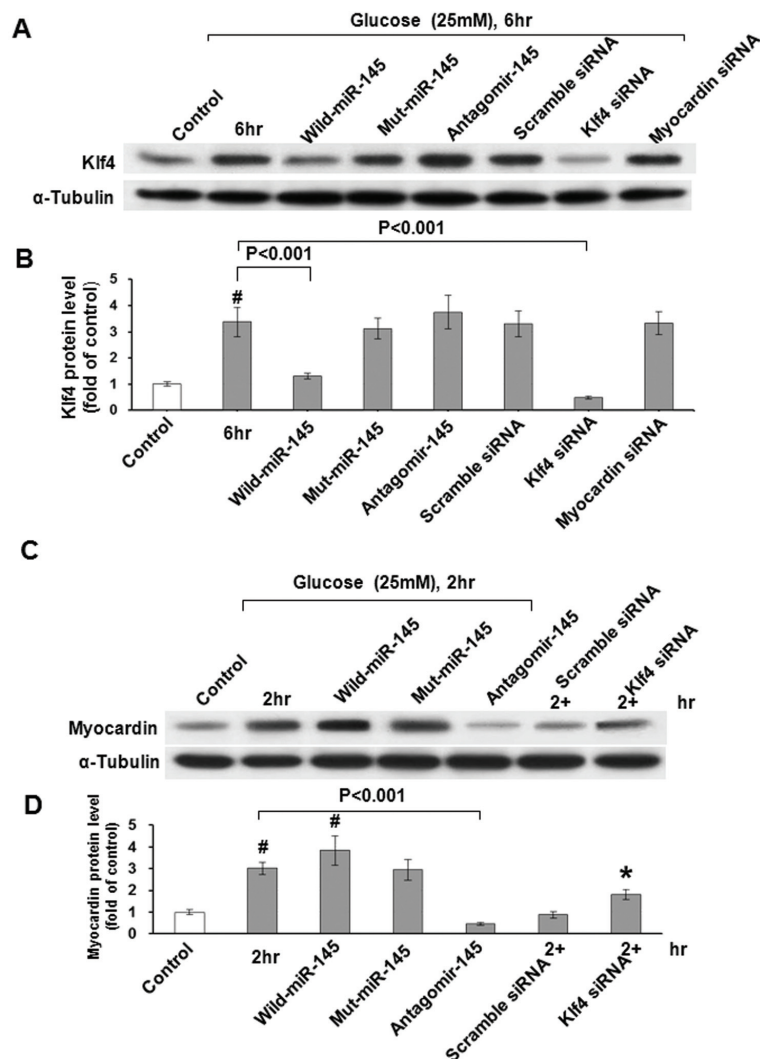 A
Glucose (25mM), 6hr
Control
6hr
Wild-miR-145
Mut-miR-145
Antagomir-145
Scramble siRNA
Klf4 siRNA
Myocardin siRNA
Klf4
α-Tubulin
B
P<0.001
P<0.001
Klf4 protein level
(fold of control)
5
4
3
2
1
0
#
Control
6hr
Wild-miR-145
Mut-miR-145
Antagomir-145
Scramble siRNA
Klf4 siRNA
Myocardin siRNA
C
Glucose (25mM), 2hr
Control
2hr
Wild-miR-145
Mut-miR-145
Antagomir-145
Scramble siRNA
2+
Klf4 siRNA
2+
hr
Myocardin
α-Tubulin
D
P<0.001
Myocardin protein level
(fold of control)
5
4
3
2
1
0
#
#
*
Control
2hr
Wild-miR-145
Mut-miR-145
Antagomir-145
Scramble siRNA
2+
Klf4 siRNA
2+
hr